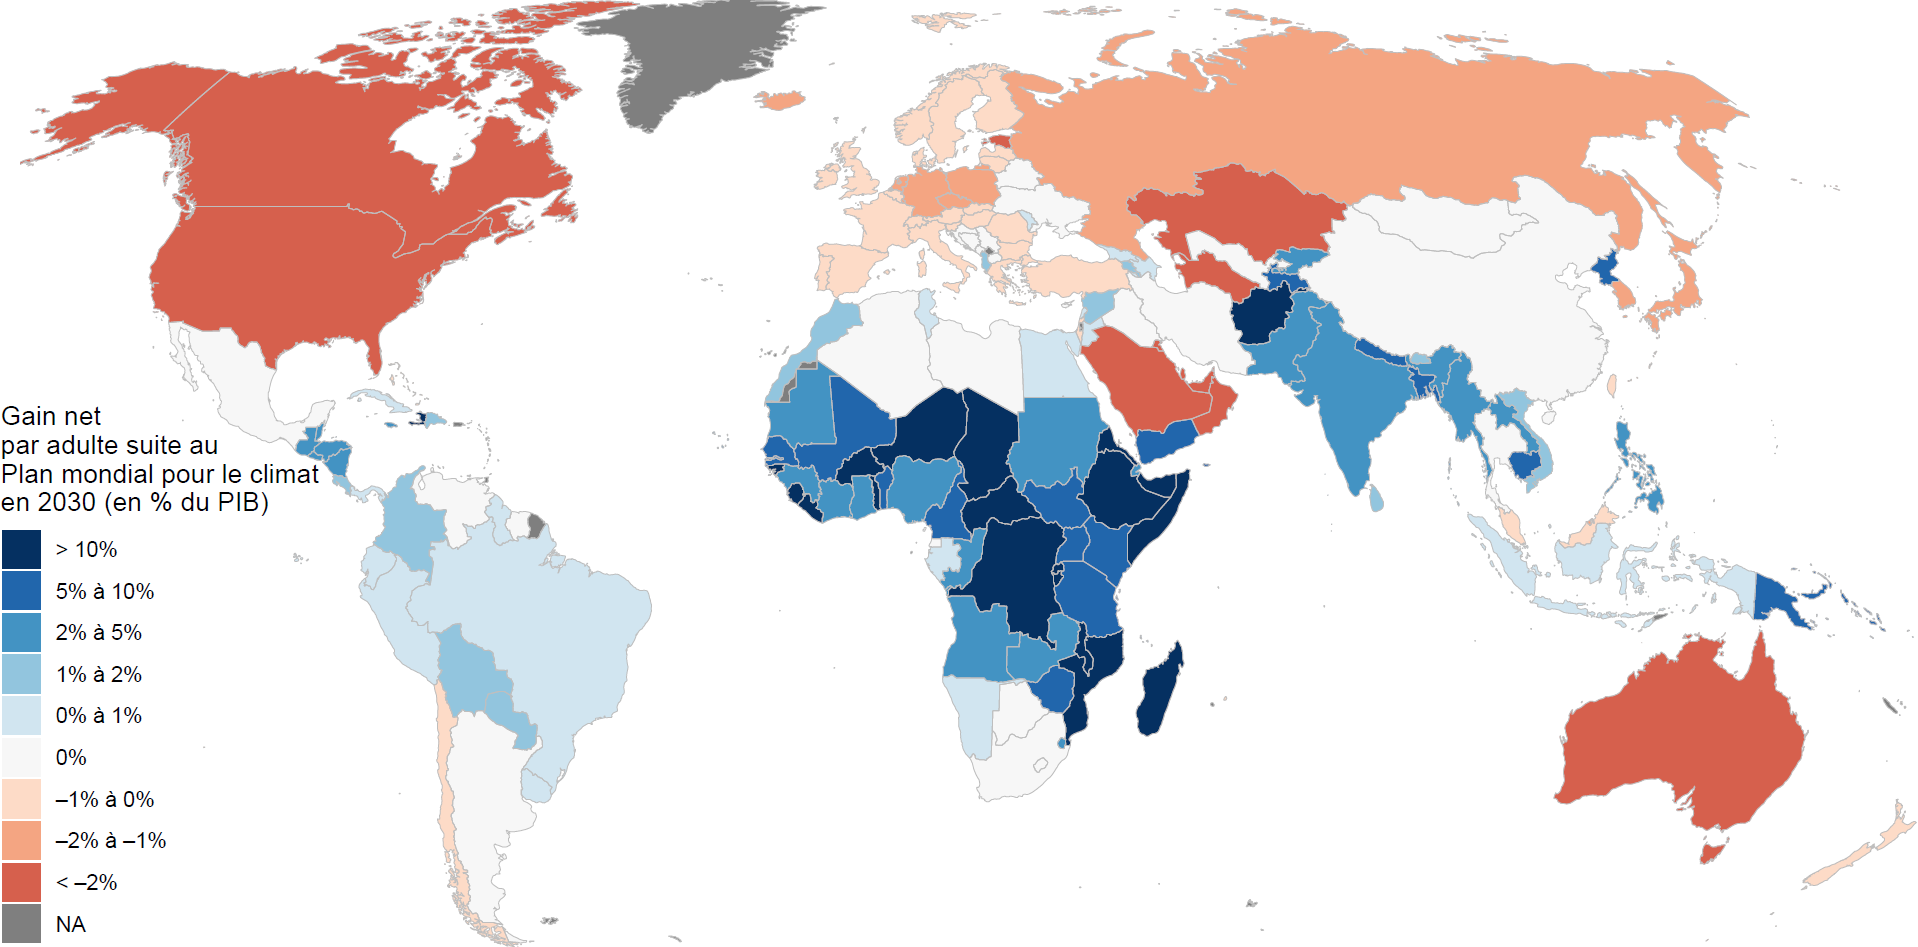 Gain net
par adulte suite au
Plan mondial pour le climat
en 2030 (en % du PIB)
> 10%
5% à 10%
2% à 5%
1% à 2%
0% à 1%
0%
–1% à 0%
–2% à –1%
< –2%
NA